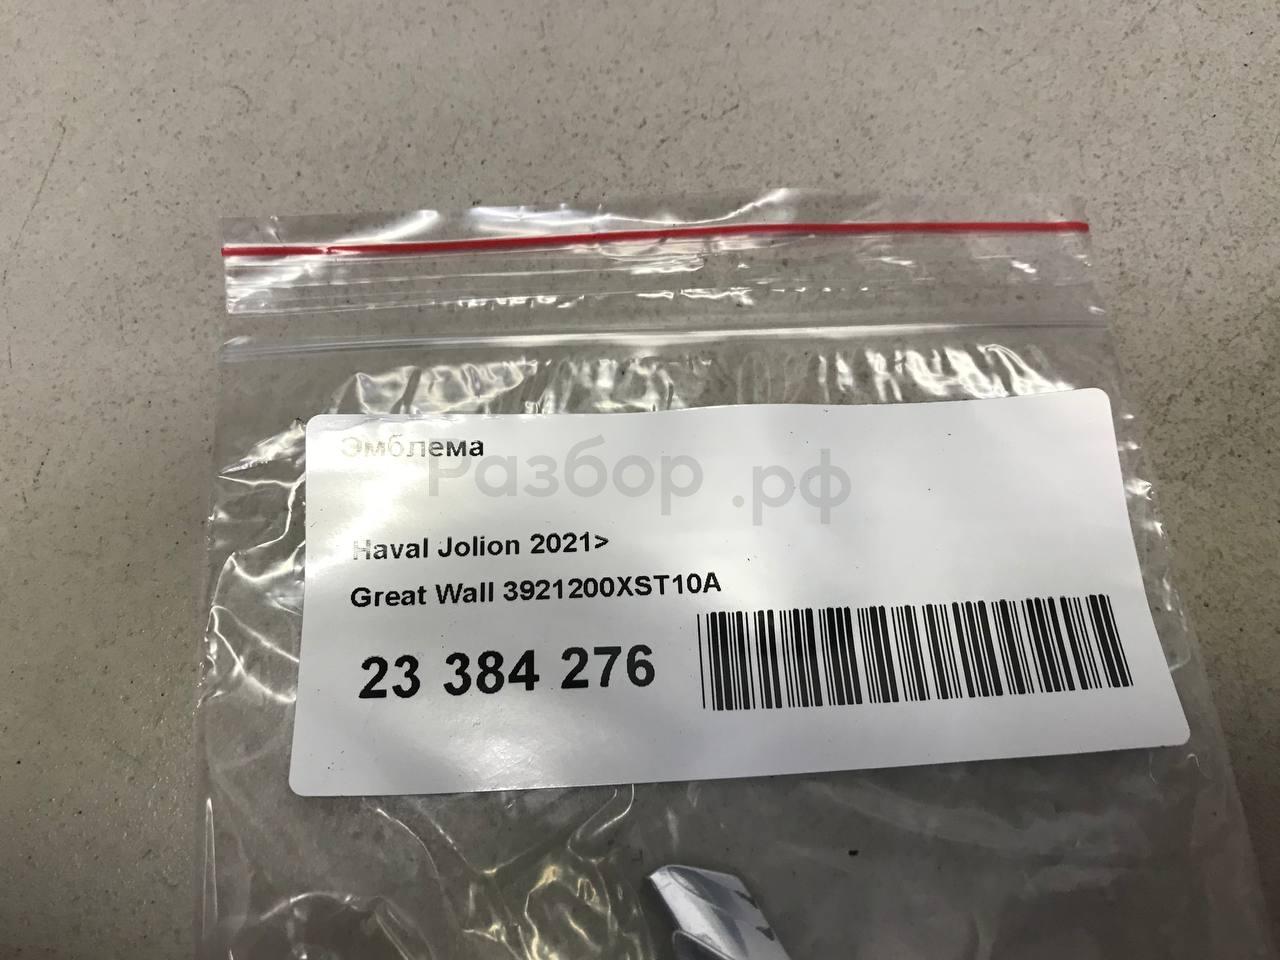 Эмблема
Разбор.рф
Haval Jolion 2021>
Great Wall 3921200XST10A
23 384 276